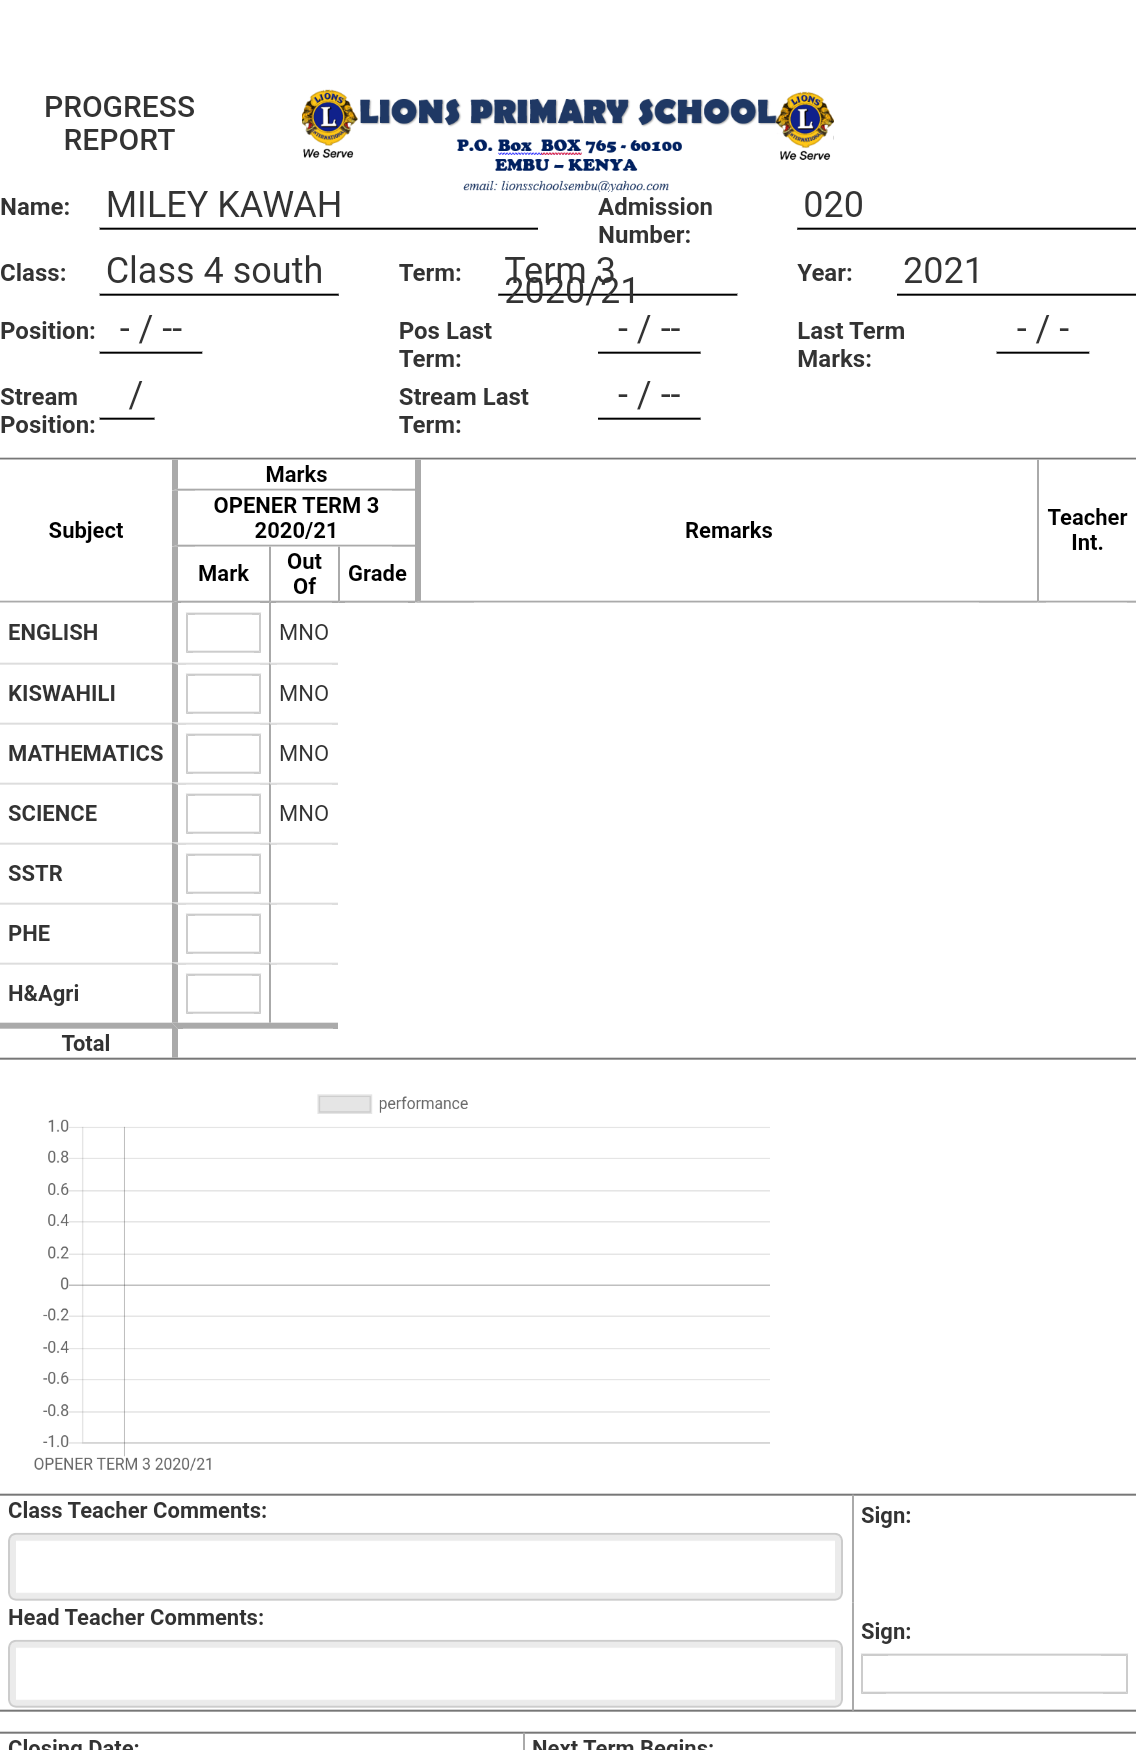 PROGRESS
REPORT
LIONS INTERNATIONAL
L
We Serve
LIONS PRIMARY SCHOOL
P.O. Box BOX 765 - 60100
EMBU – KENYA
email: lionsschoolsembu@yahoo.com
LIONS INTERNATIONAL
L
We Serve
Name: MILEY KAWAH Admission Number: 020
Class: Class 4 south Term: Term 3 2020/21 Year: 2021
Position: - / -- Pos Last Term: - / -- Last Term Marks: - / -
Stream Position: / Stream Last Term: - / --
Subject Marks Remarks Teacher Int.
OPENER TERM 3 2020/21
Mark Out Of Grade
ENGLISH MNO
KISWAHILI MNO
MATHEMATICS MNO
SCIENCE MNO
SSTR
PHE
H&Agri
Total
performance
1.0
0.8
0.6
0.4
0.2
0
-0.2
-0.4
-0.6
-0.8
-1.0
OPENER TERM 3 2020/21
Class Teacher Comments: Sign:
Head Teacher Comments: Sign:
Closing Date: Next Term Begins: